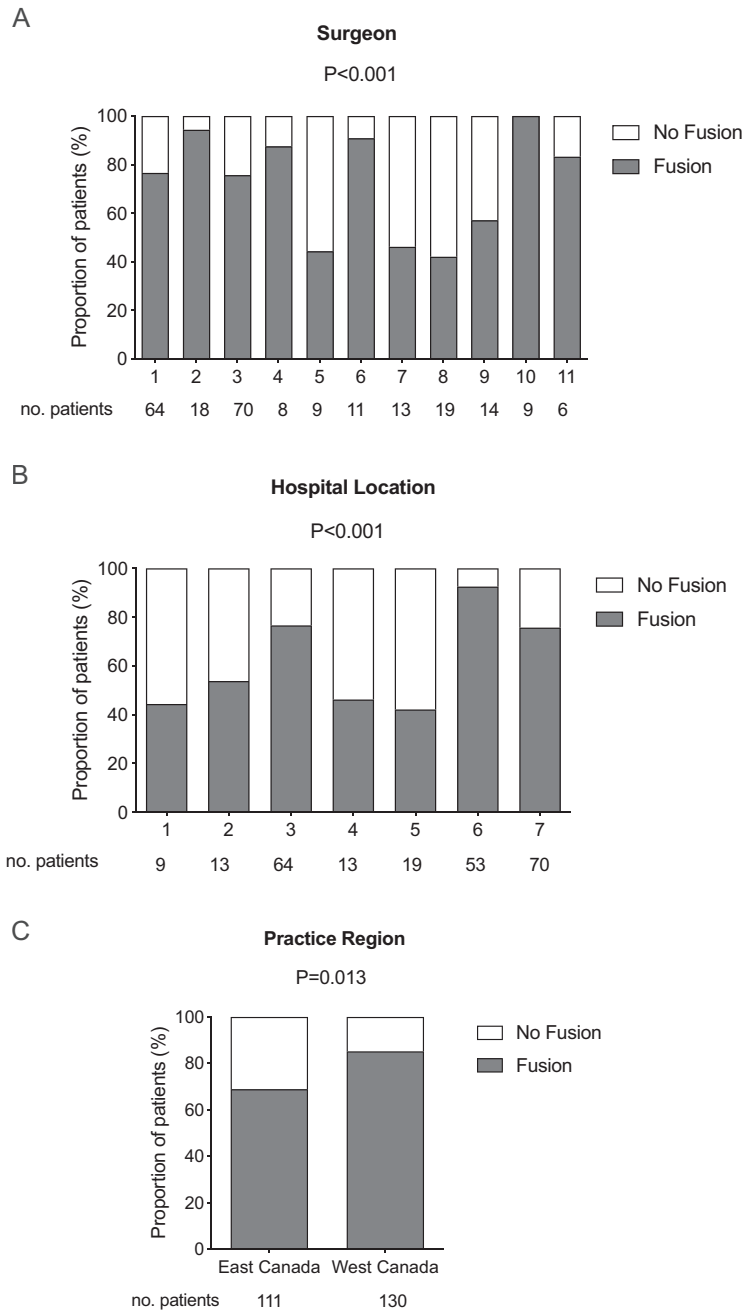 A
Surgeon
P<0.001
Proportion of patients (%)
100
80
60
40
20
0
No Fusion
Fusion
1 2 3 4 5 6 7 8 9 10 11
no. patients 64 18 70 8 9 11 13 19 14 9 6
B
Hospital Location
P<0.001
Proportion of patients (%)
100
80
60
40
20
0
No Fusion
Fusion
1 2 3 4 5 6 7
no. patients 9 13 64 13 19 53 70
C
Practice Region
P=0.013
Proportion of patients (%)
100
80
60
40
20
0
No Fusion
Fusion
East Canada West Canada
no. patients 111 130